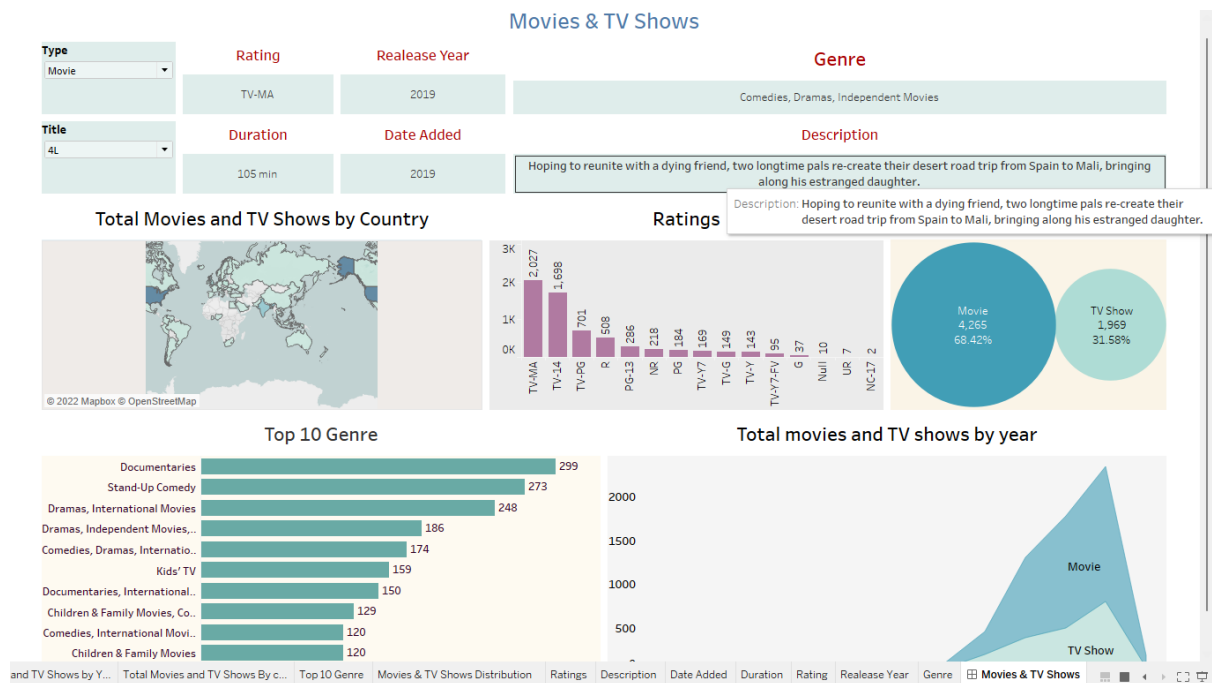 Movies & TV Shows
Type
Movie
Rating
TV-MA
Realease Year
2019
Genre
Comedies, Dramas, Independent Movies
Title
4L
Duration
105 min
Date Added
2019
Description
Hoping to reunite with a dying friend, two longtime pals re-create their desert road trip from Spain to Mali, bringing
along his estranged daughter.
Description: Hoping to reunite with a dying friend, two longtime pals re-create their
desert road trip from Spain to Mali, bringing along his estranged daughter.
Total Movies and TV Shows by Country
© 2022 Mapbox © OpenStreetMap
Ratings
3K
2K
1K
0K
2,027
1,698
701
508
286
218
184
169
149
143
95
37
10
7
2
TV-MA
TV-14
TV-PG
R
PG-13
NR
PG
TV-Y7
TV-G
TV-Y
TV-Y7-FV
G
Null
UR
NC-17
Movie
4,265
68.42%
TV Show
1,969
31.58%
Top 10 Genre
Documentaries 299
Stand-Up Comedy 273
Dramas, International Movies 248
Dramas, Independent Movies,.. 186
Comedies, Dramas, Internatio.. 174
Kids' TV 159
Documentaries, International.. 150
Children & Family Movies, Co.. 129
Comedies, International Movi.. 120
Children & Family Movies 120
Total movies and TV shows by year
2000
1500
1000
500
Movie
TV Show
and TV Shows by Y... Total Movies and TV Shows By c... Top 10 Genre Movies & TV Shows Distribution Ratings Description Date Added Duration Rating Realease Year Genre Movies & TV Shows